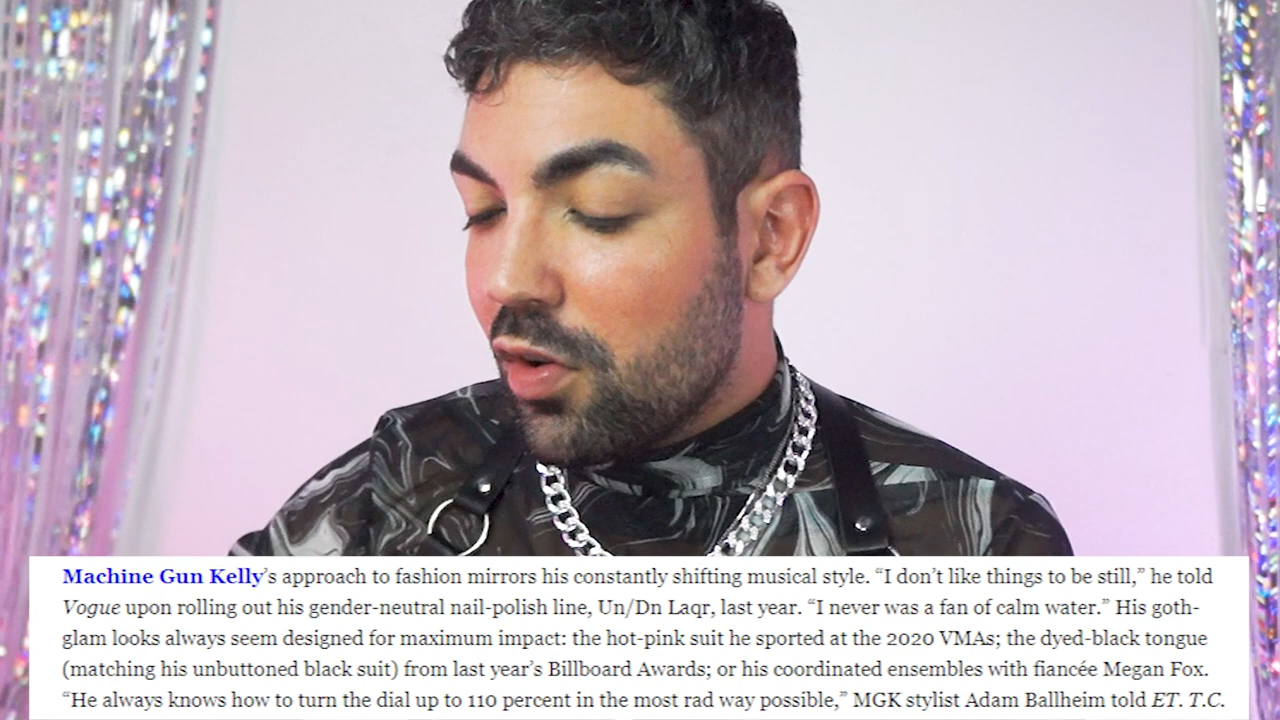 Machine Gun Kelly’s approach to fashion mirrors his constantly shifting musical style. “I don’t like things to be still,” he told
Vogue upon rolling out his gender-neutral nail-polish line, Un/Dn Laqr, last year. “I never was a fan of calm water.” His goth-
glam looks always seem designed for maximum impact: the hot-pink suit he sported at the 2020 VMAs; the dyed-black tongue
(matching his unbuttoned black suit) from last year’s Billboard Awards; or his coordinated ensembles with fiancée Megan Fox.
“He always knows how to turn the dial up to 110 percent in the most rad way possible,” MGK stylist Adam Ballheim told ET. T.C.